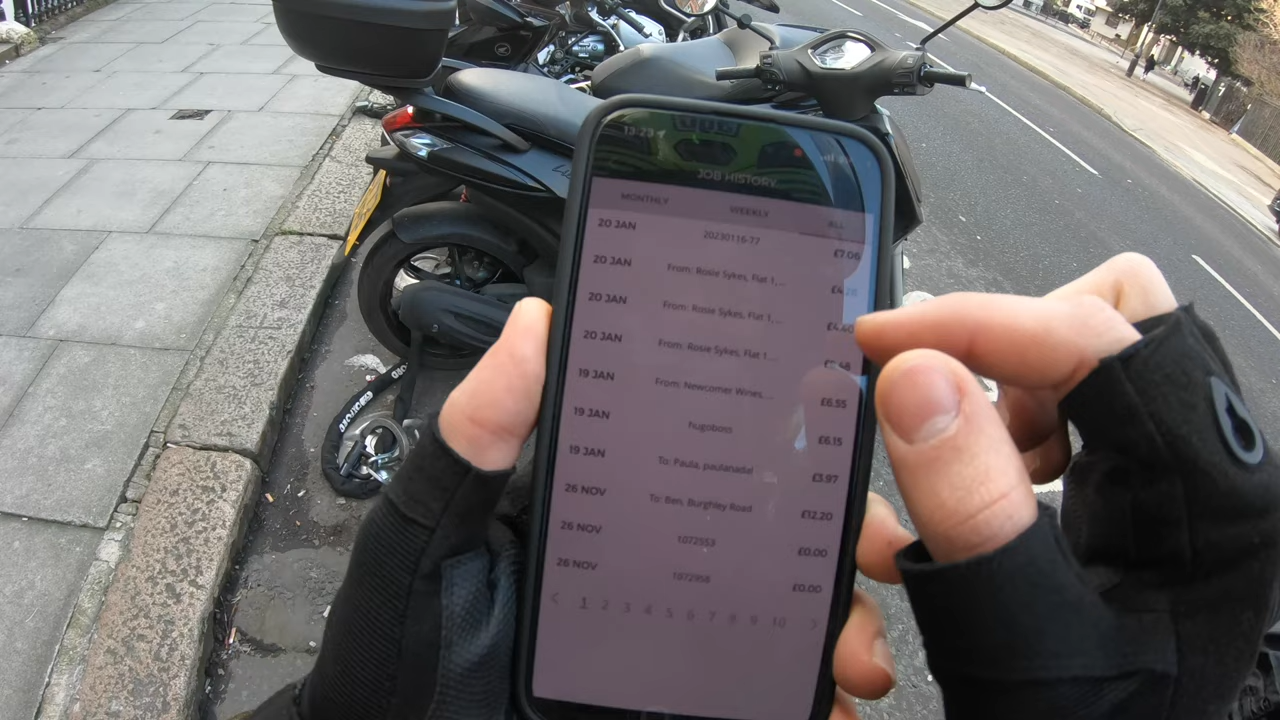 13:23
JOB HISTORY
MONTHLY WEEKLY ALL
20 JAN 20230116-77 £7.06
20 JAN From: Rosie Sykes, Flat 1,...
20 JAN From: Rosie Sykes, Flat 1,... £4.60
20 JAN From: Rosie Sykes, Flat 1...
19 JAN From: Newcomer Wines,... £6.55
19 JAN Nugoboss £6.15
19 JAN To: Paula, paulanadal £3.97
26 NOV To: Ben, Burghley Road £12.20
26 NOV 1072553 £0.00
26 NOV 1072958 £0.00
< 1 2 3 4 5 6 7 8 9 10 >
OXFORD